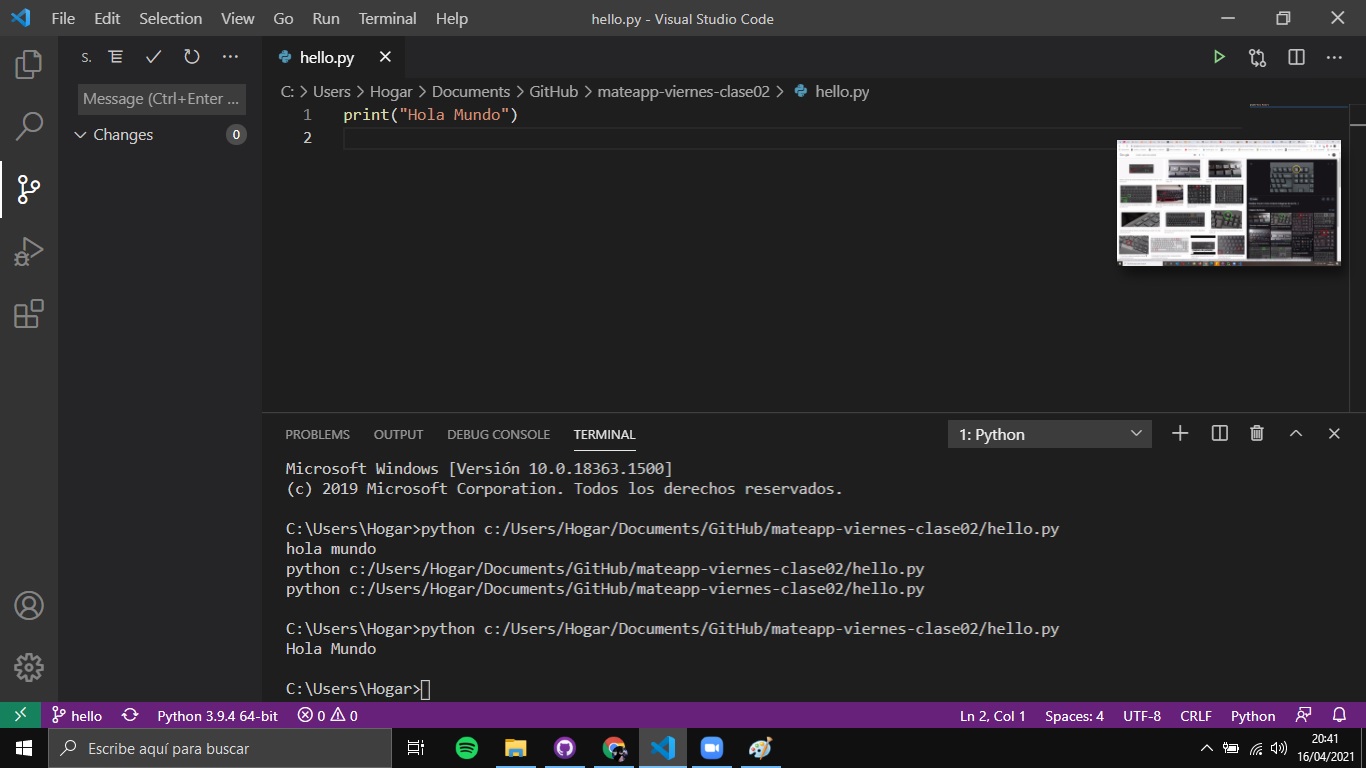 File Edit Selection View Go Run Terminal Help
hello.py - Visual Studio Code
S.
hello.py
Message (Ctrl+Enter ...
Changes 0
C: > Users > Hogar > Documents > GitHub > mateapp-viernes-clase02 > hello.py
1 print("Hola Mundo")
2
PROBLEMS OUTPUT DEBUG CONSOLE TERMINAL
1: Python
Microsoft Windows [Versión 10.0.18363.1500]
(c) 2019 Microsoft Corporation. Todos los derechos reservados.
C:\Users\Hogar>python c:/Users/Hogar/Documents/GitHub/mateapp-viernes-clase02/hello.py
hola mundo
python c:/Users/Hogar/Documents/GitHub/mateapp-viernes-clase02/hello.py
python c:/Users/Hogar/Documents/GitHub/mateapp-viernes-clase02/hello.py
C:\Users\Hogar>python c:/Users/Hogar/Documents/GitHub/mateapp-viernes-clase02/hello.py
Hola Mundo
C:\Users\Hogar>
hello Python 3.9.4 64-bit 0 0 Ln 2, Col 1 Spaces: 4 UTF-8 CRLF Python
Escribe aquí para buscar
20:41
16/04/2021